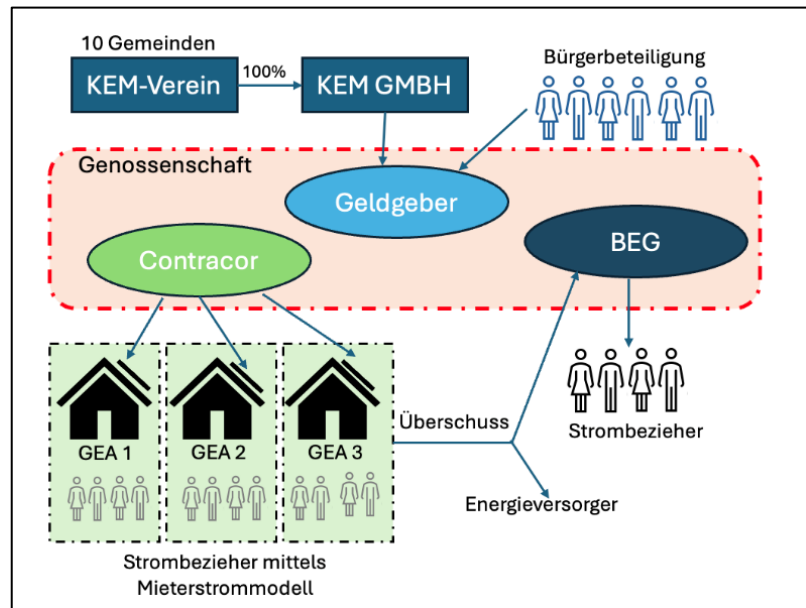 10 Gemeinden
KEM-Verein
100%
KEM GMBH
Bürgerbeteiligung
Genossenschaft
Geldgeber
Contracor
BEG
GEA 1
GEA 2
GEA 3
Überschuss
Strombezieher
Energieversorger
Strombezieher mittels
Mieterstrommodell